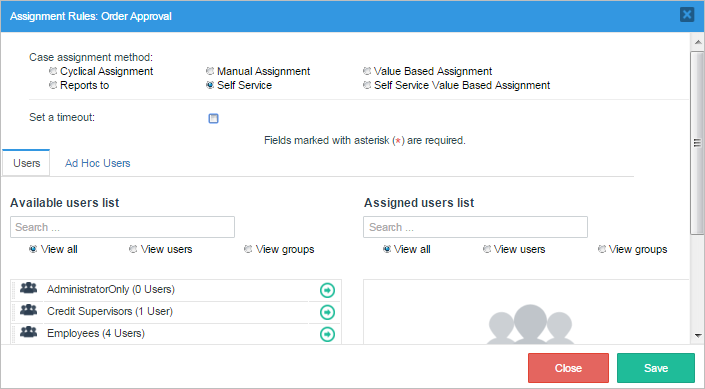 Assignment Rules: Order Approval
Case assignment method:
Cyclical Assignment Manual Assignment Value Based Assignment
Reports to Self Service Self Service Value Based Assignment
Set a timeout:
Fields marked with asterisk (*) are required.
Users Ad Hoc Users
Available users list Assigned users list
Search ... Search ...
View all View users View groups View all View users View groups
AdministratorOnly (0 Users)
Credit Supervisors (1 User)
Employees (4 Users)
Close Save